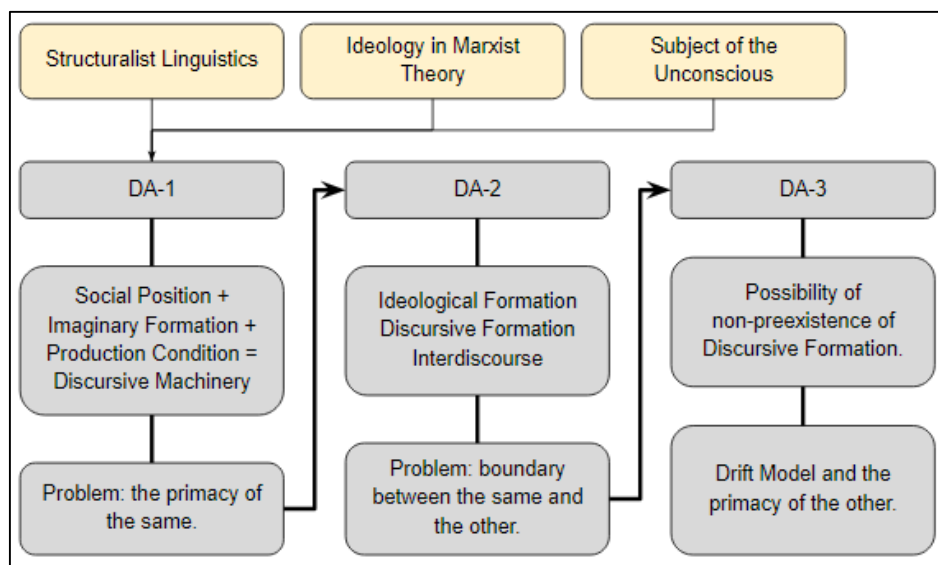 Structuralist Linguistics
Ideology in Marxist
Theory
Subject of the
Unconscious
DA-1
DA-2
DA-3
Social Position +
Imaginary Formation +
Production Condition =
Discursive Machinery
Ideological Formation
Discursive Formation
Interdiscourse
Possibility of
non-preexistence of
Discursive Formation.
Problem: the primacy of
the same.
Problem: boundary
between the same and
the other.
Drift Model and the
primacy of the other.